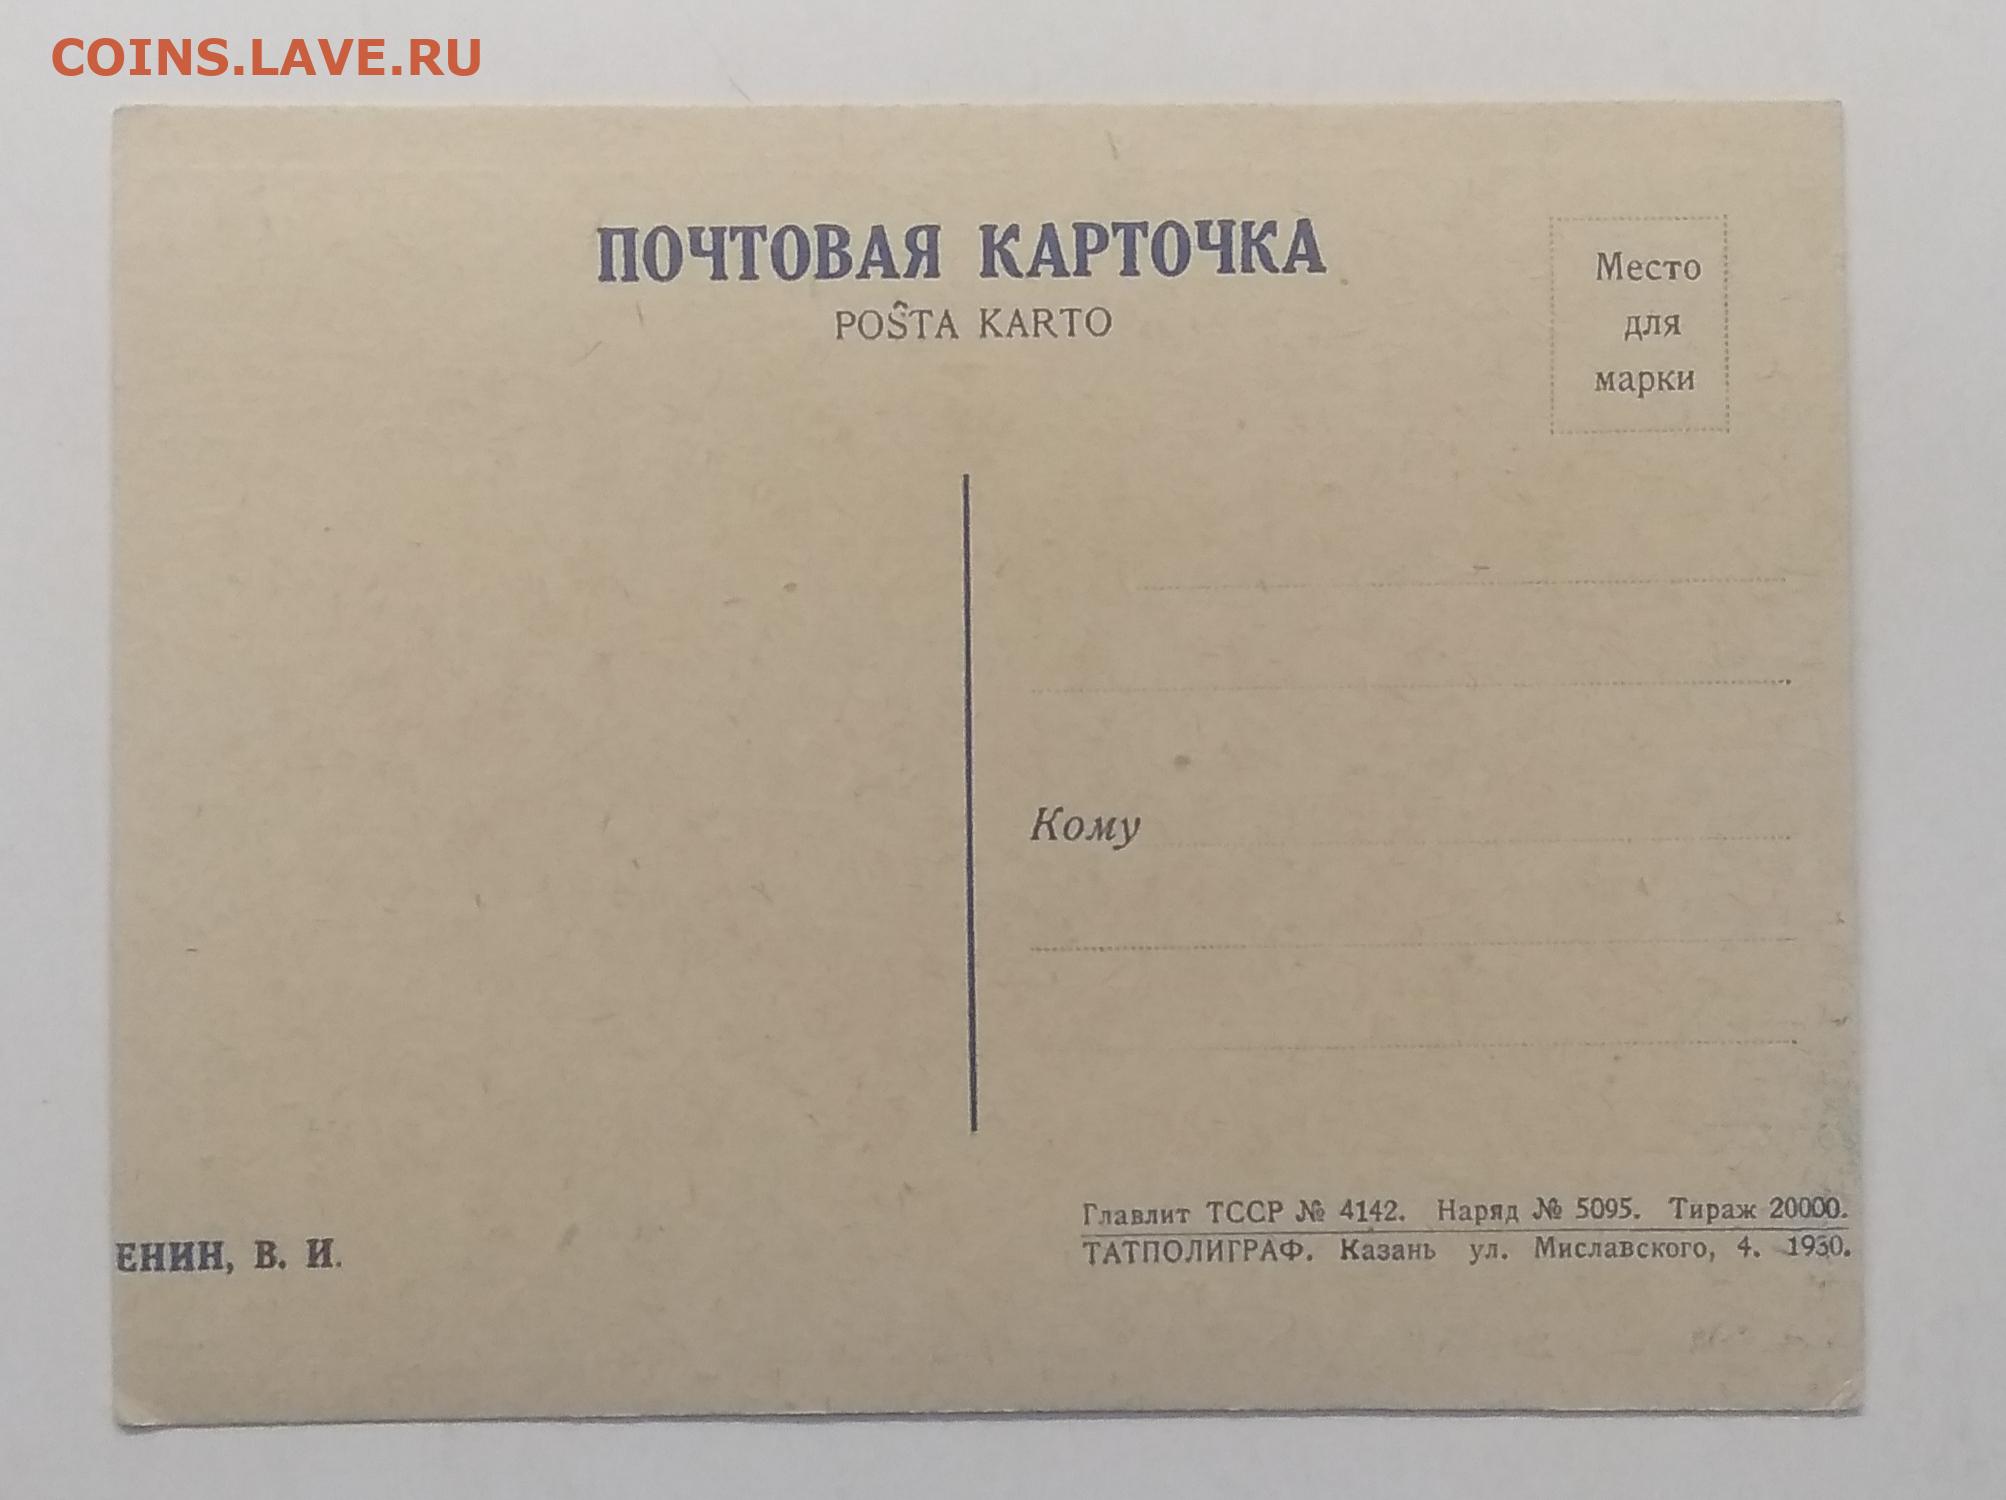 COINS.LAVE.RU
ПОЧТОВАЯ КАРТОЧКА
POŜTA KARTO
Место
для
марки
Кому
ЕНИН, В. И.
Главлит ТССР № 4142. Наряд № 5095. Тираж 20000.
ТАТПОЛИГРАФ. Казань ул. Миславского, 4. 1930.